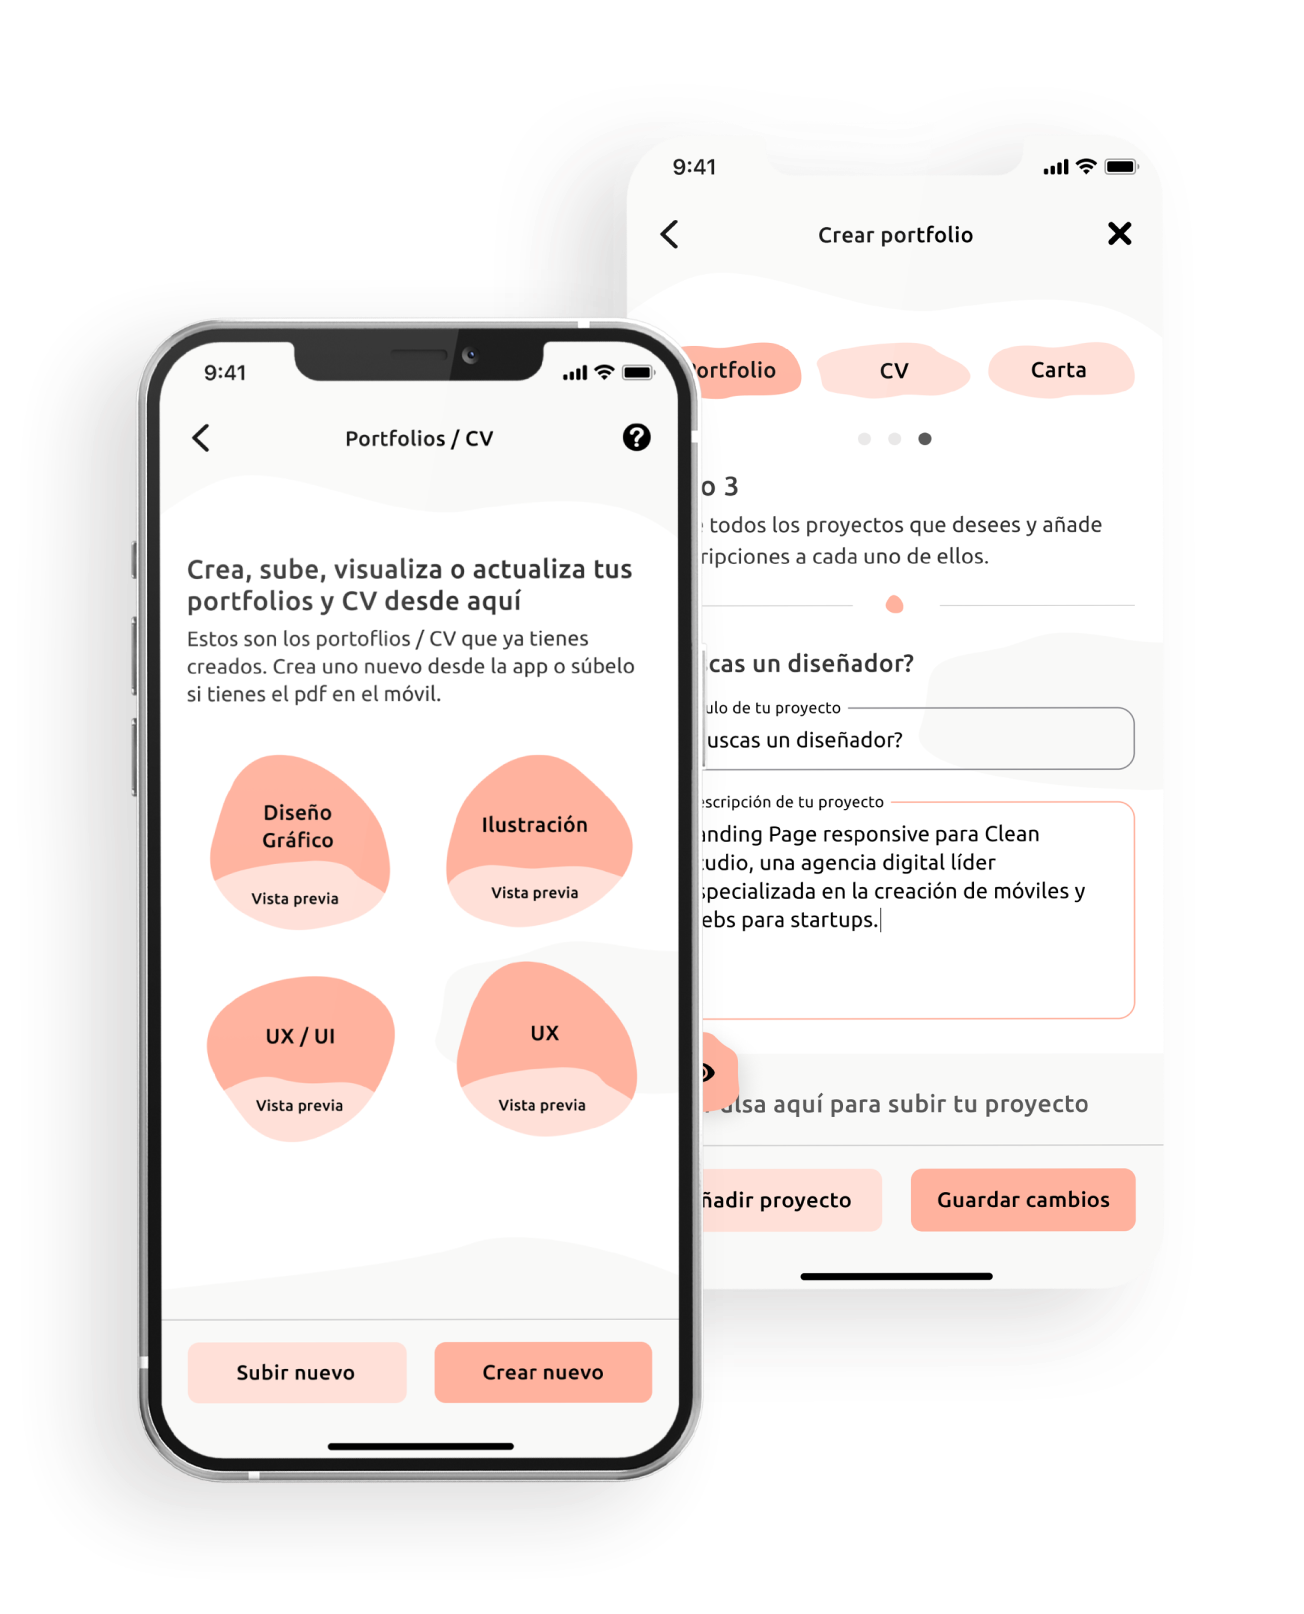 9:41
Portfolios / CV
?
Crea, sube, visualiza o actualiza tus
portfolios y CV desde aquí
Estos son los portoflios / CV que ya tienes
creados. Crea uno nuevo desde la app o súbelo
si tienes el pdf en el móvil.
Diseño
Gráfico
Vista previa
Ilustración
Vista previa
UX / UI
Vista previa
UX
Vista previa
Subir nuevo
Crear nuevo
9:41
Crear portfolio
ortfolio
CV
Carta
o 3
todos los proyectos que desees y añade
ripciones a cada uno de ellos.
cas un diseñador?
ulo de tu proyecto
uscas un diseñador?
escripción de tu proyecto
anding Page responsive para Clean
udio, una agencia digital líder
specializada en la creación de móviles y
ebs para startups.
ulsa aquí para subir tu proyecto
ñadir proyecto
Guardar cambios